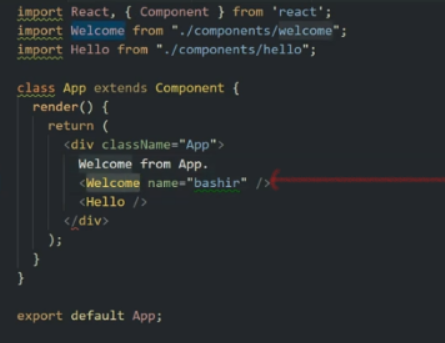 import React, { Component } from 'react';
import Welcome from "./components/welcome";
import Hello from "./components/hello";
class App extends Component {
render() {
return (
<div className="App">
Welcome from App.
<Welcome name="bashir" />
<Hello />
</div>
);
}
}
export default App;